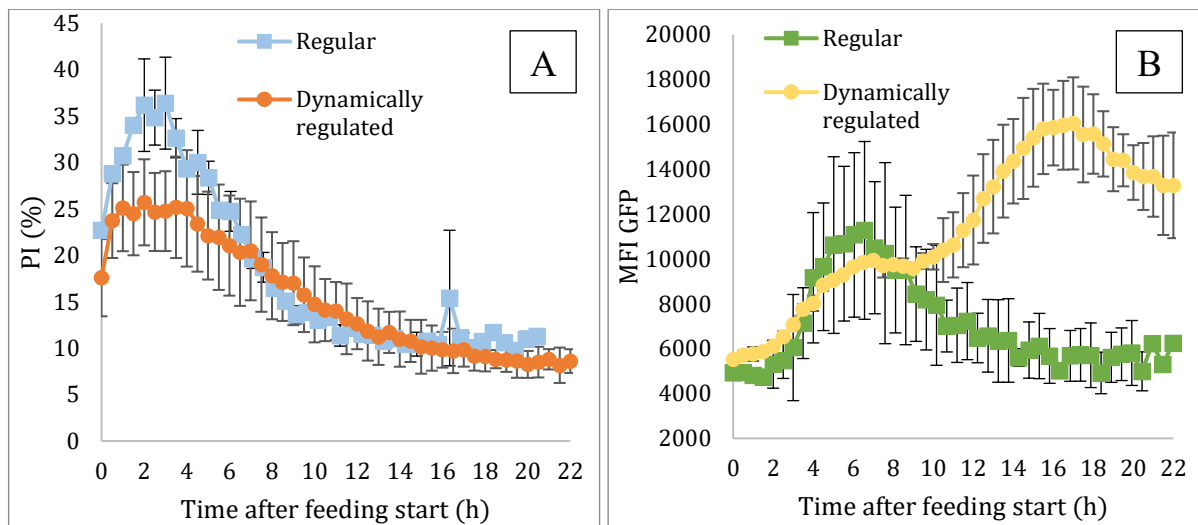 45
40
35
30
25
20
15
10
5
0
PI (%)
Regular
Dynamically
regulated
A
0 2 4 6 8 10 12 14 16 18 20 22
Time after feeding start (h)
20000
18000
16000
14000
12000
10000
8000
6000
4000
2000
MFI GFP
Regular
Dynamically
regulated
B
0 2 4 6 8 10 12 14 16 18 20 22
Time after feeding start (h)